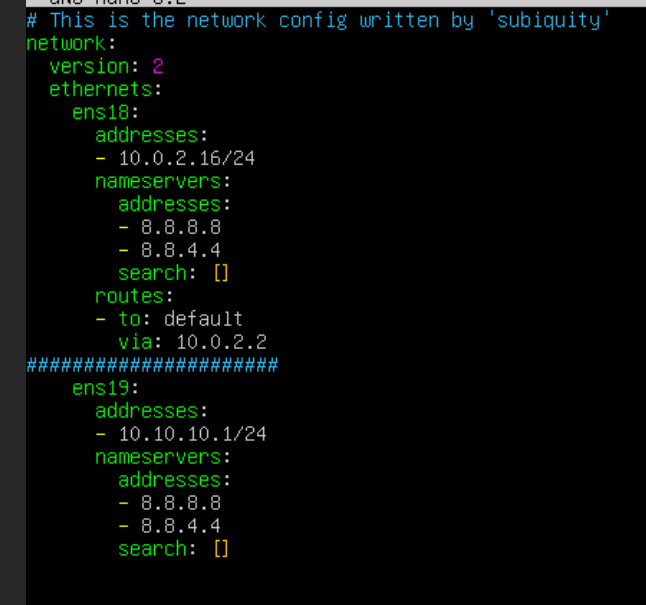 # This is the network config written by 'subiquity'
network:
  version: 2
  ethernets:
    ens18:
      addresses:
      - 10.0.2.16/24
      nameservers:
        addresses:
        - 8.8.8.8
        - 8.8.4.4
        search: []
      routes:
      - to: default
        via: 10.0.2.2
######################
    ens19:
      addresses:
      - 10.10.10.1/24
      nameservers:
        addresses:
        - 8.8.8.8
        - 8.8.4.4
        search: []